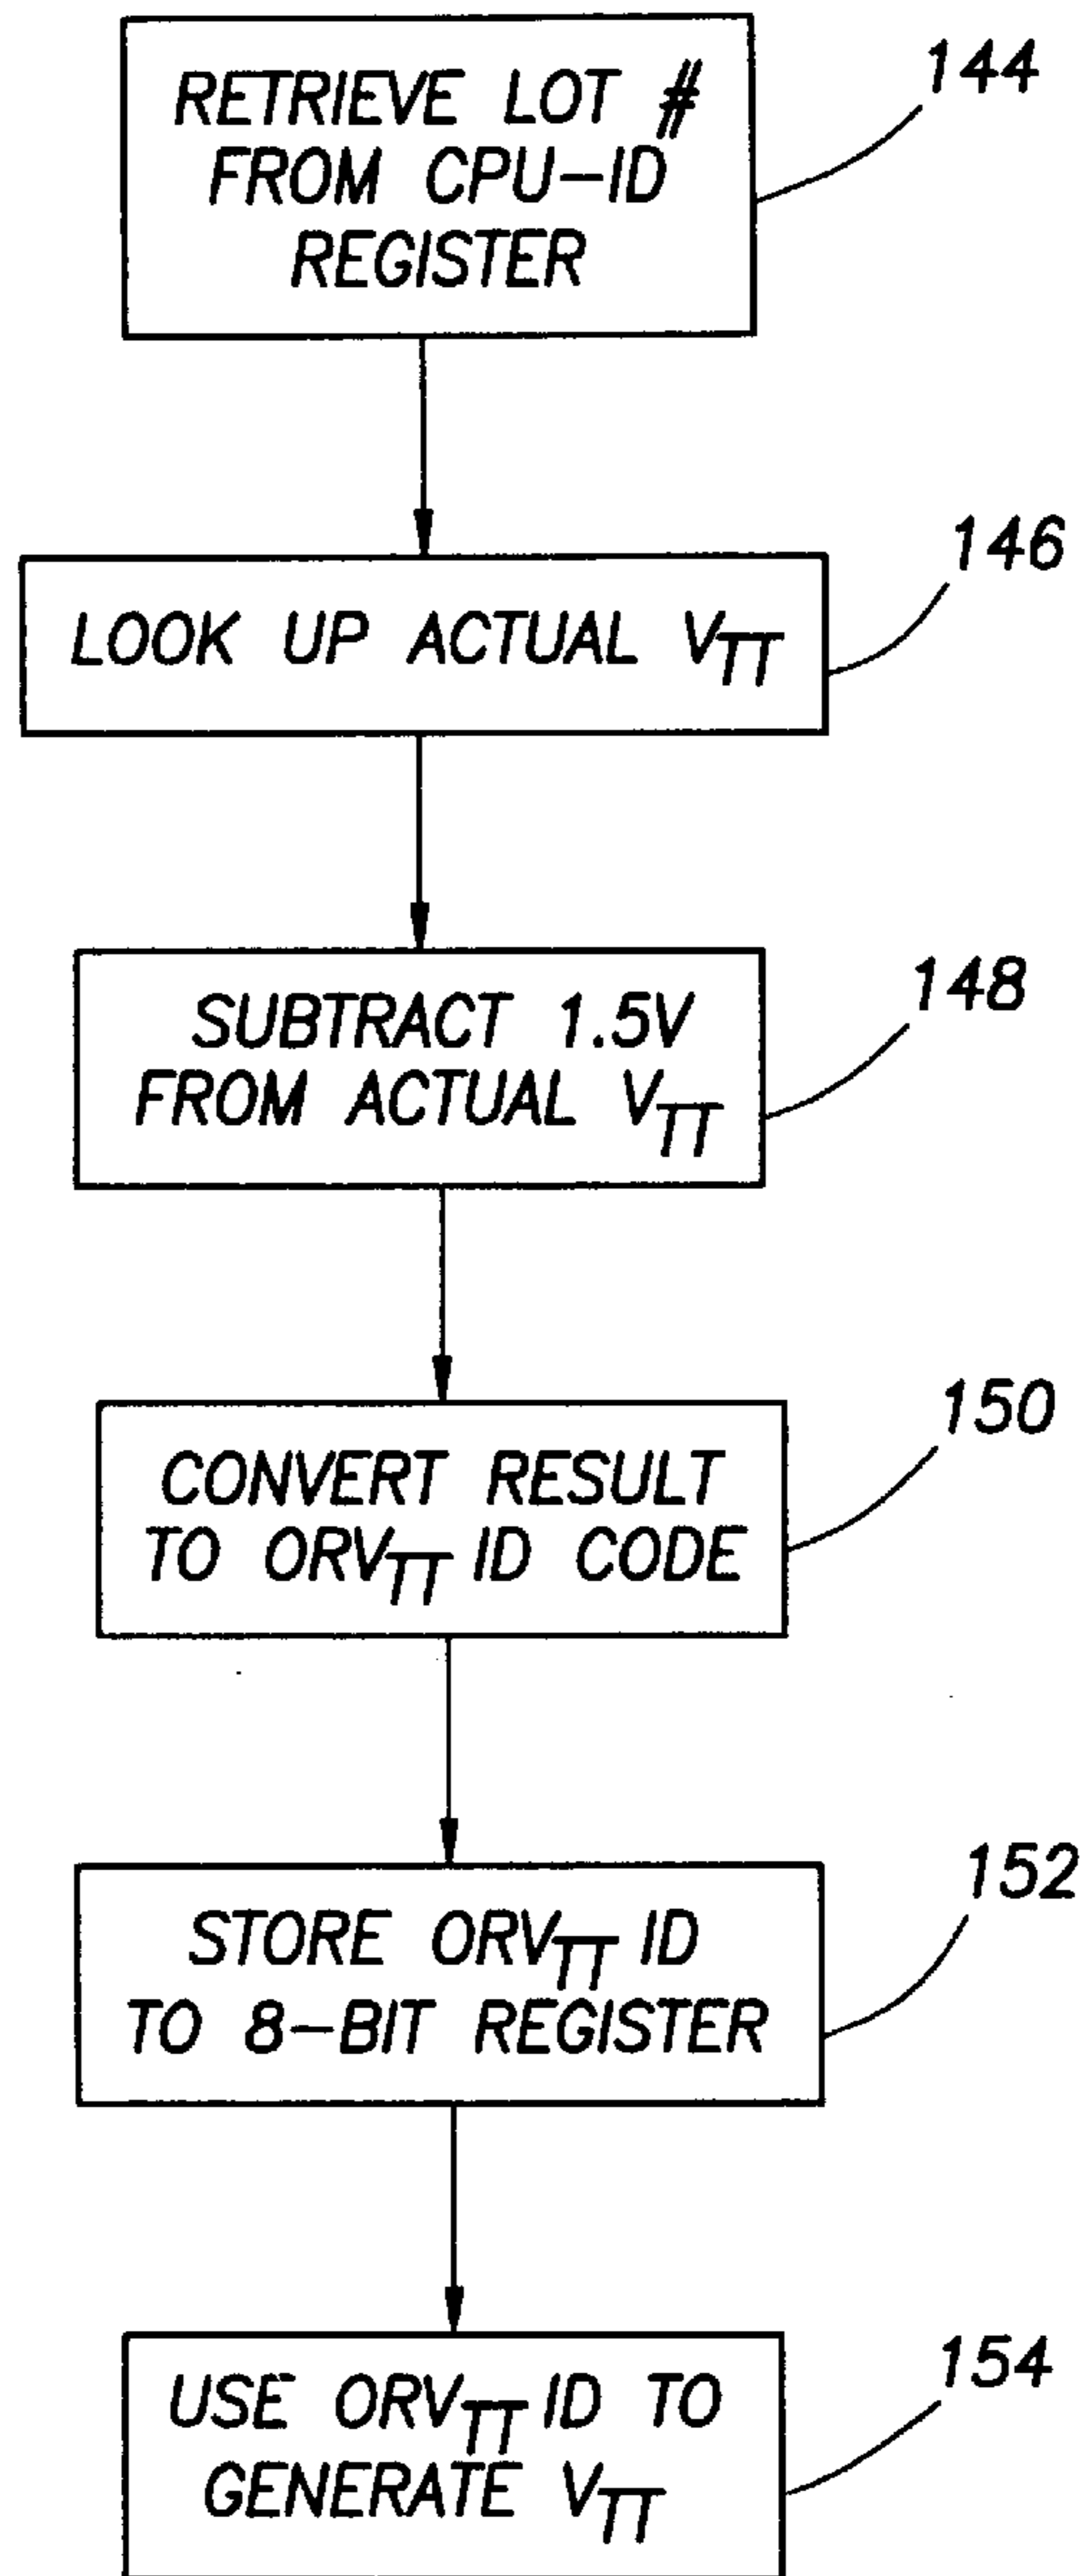 RETRIEVE LOT #
FROM CPU-ID
REGISTER
144
LOOK UP ACTUAL VTT
146
SUBTRACT 1.5V
FROM ACTUAL VTT
148
CONVERT RESULT
TO ORVTT ID CODE
150
STORE ORVTT ID
TO 8-BIT REGISTER
152
USE ORVTT ID TO
GENERATE VTT
154